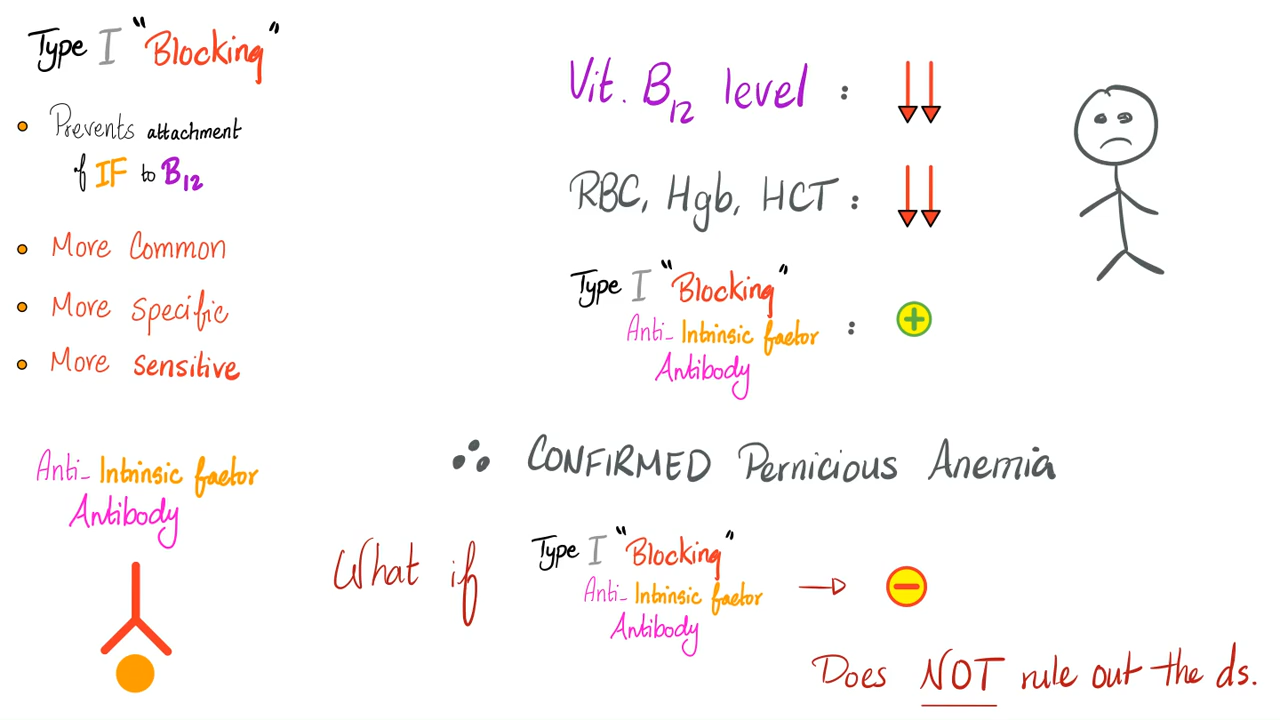 Type I "Blocking"
• Prevents attachment
of IF to B12
• More Common
• More Specific
• More Sensitive
Anti-Intrinsic factor
Antibody
Vit. B12 level : ↓↓
RBC, Hgb, HCT : ↓↓
Type I "Blocking"
Anti-Intrinsic factor : +
Antibody
∴ CONFIRMED Pernicious Anemia
What if Type I "Blocking"
Anti-Intrinsic factor → −
Antibody
Does NOT rule out the ds.